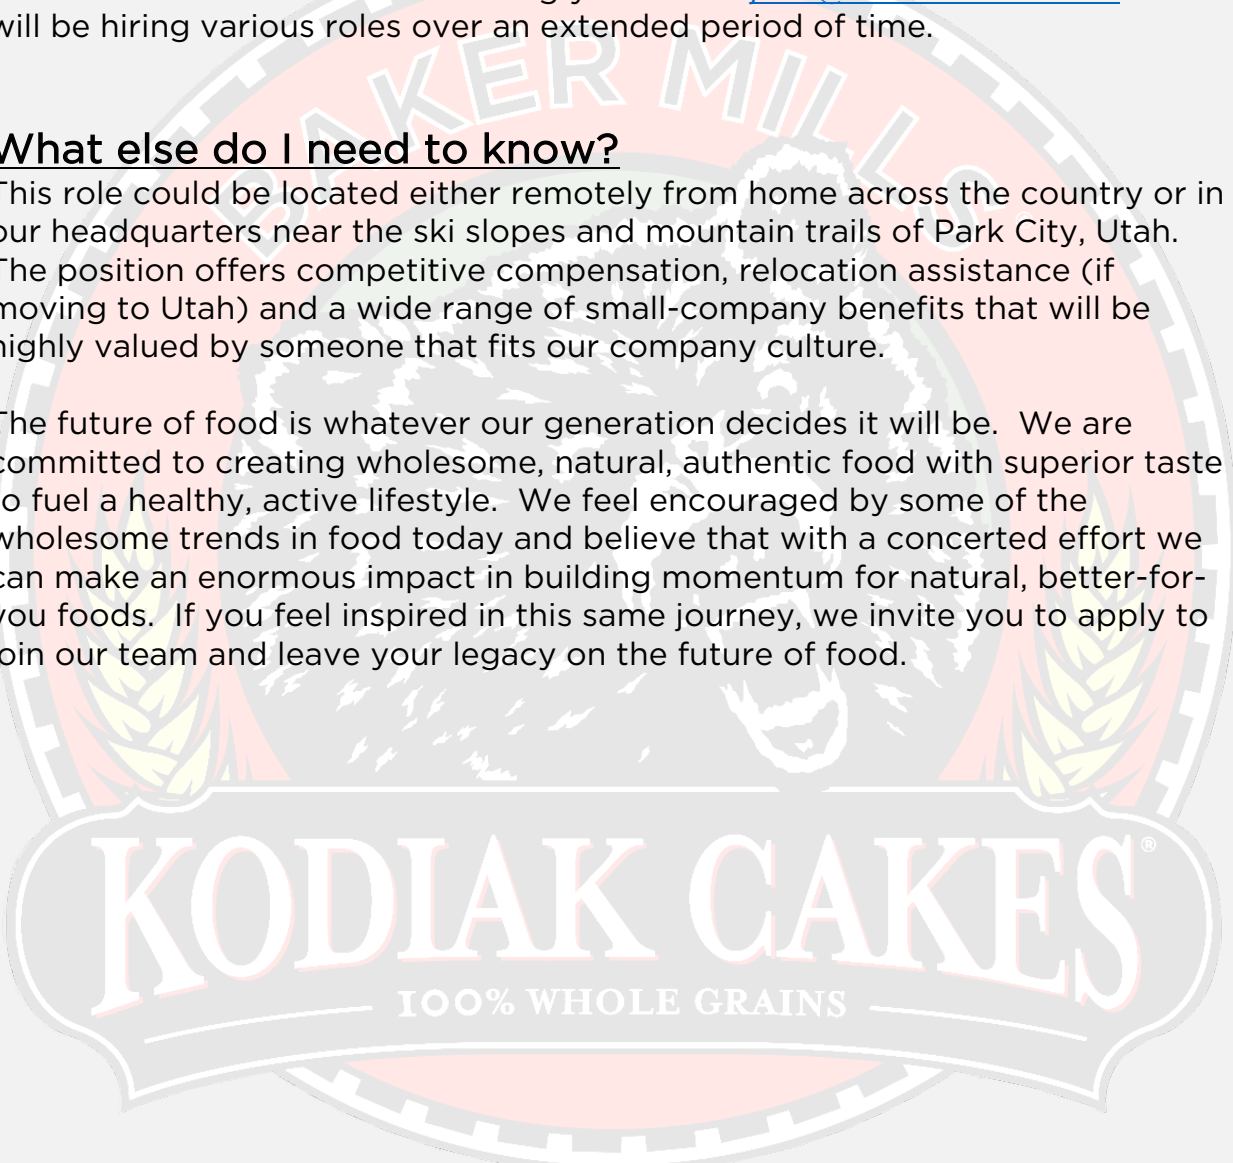 will be hiring various roles over an extended period of time.
What else do I need to know?
This role could be located either remotely from home across the country or in
our headquarters near the ski slopes and mountain trails of Park City, Utah.
The position offers competitive compensation, relocation assistance (if
moving to Utah) and a wide range of small-company benefits that will be
highly valued by someone that fits our company culture.
The future of food is whatever our generation decides it will be.  We are
committed to creating wholesome, natural, authentic food with superior taste
to fuel a healthy, active lifestyle.  We feel encouraged by some of the
wholesome trends in food today and believe that with a concerted effort we
can make an enormous impact in building momentum for natural, better-for-
you foods.  If you feel inspired in this same journey, we invite you to apply to
join our team and leave your legacy on the future of food.
BAKER MILLS
KODIAK CAKES®
100% WHOLE GRAINS